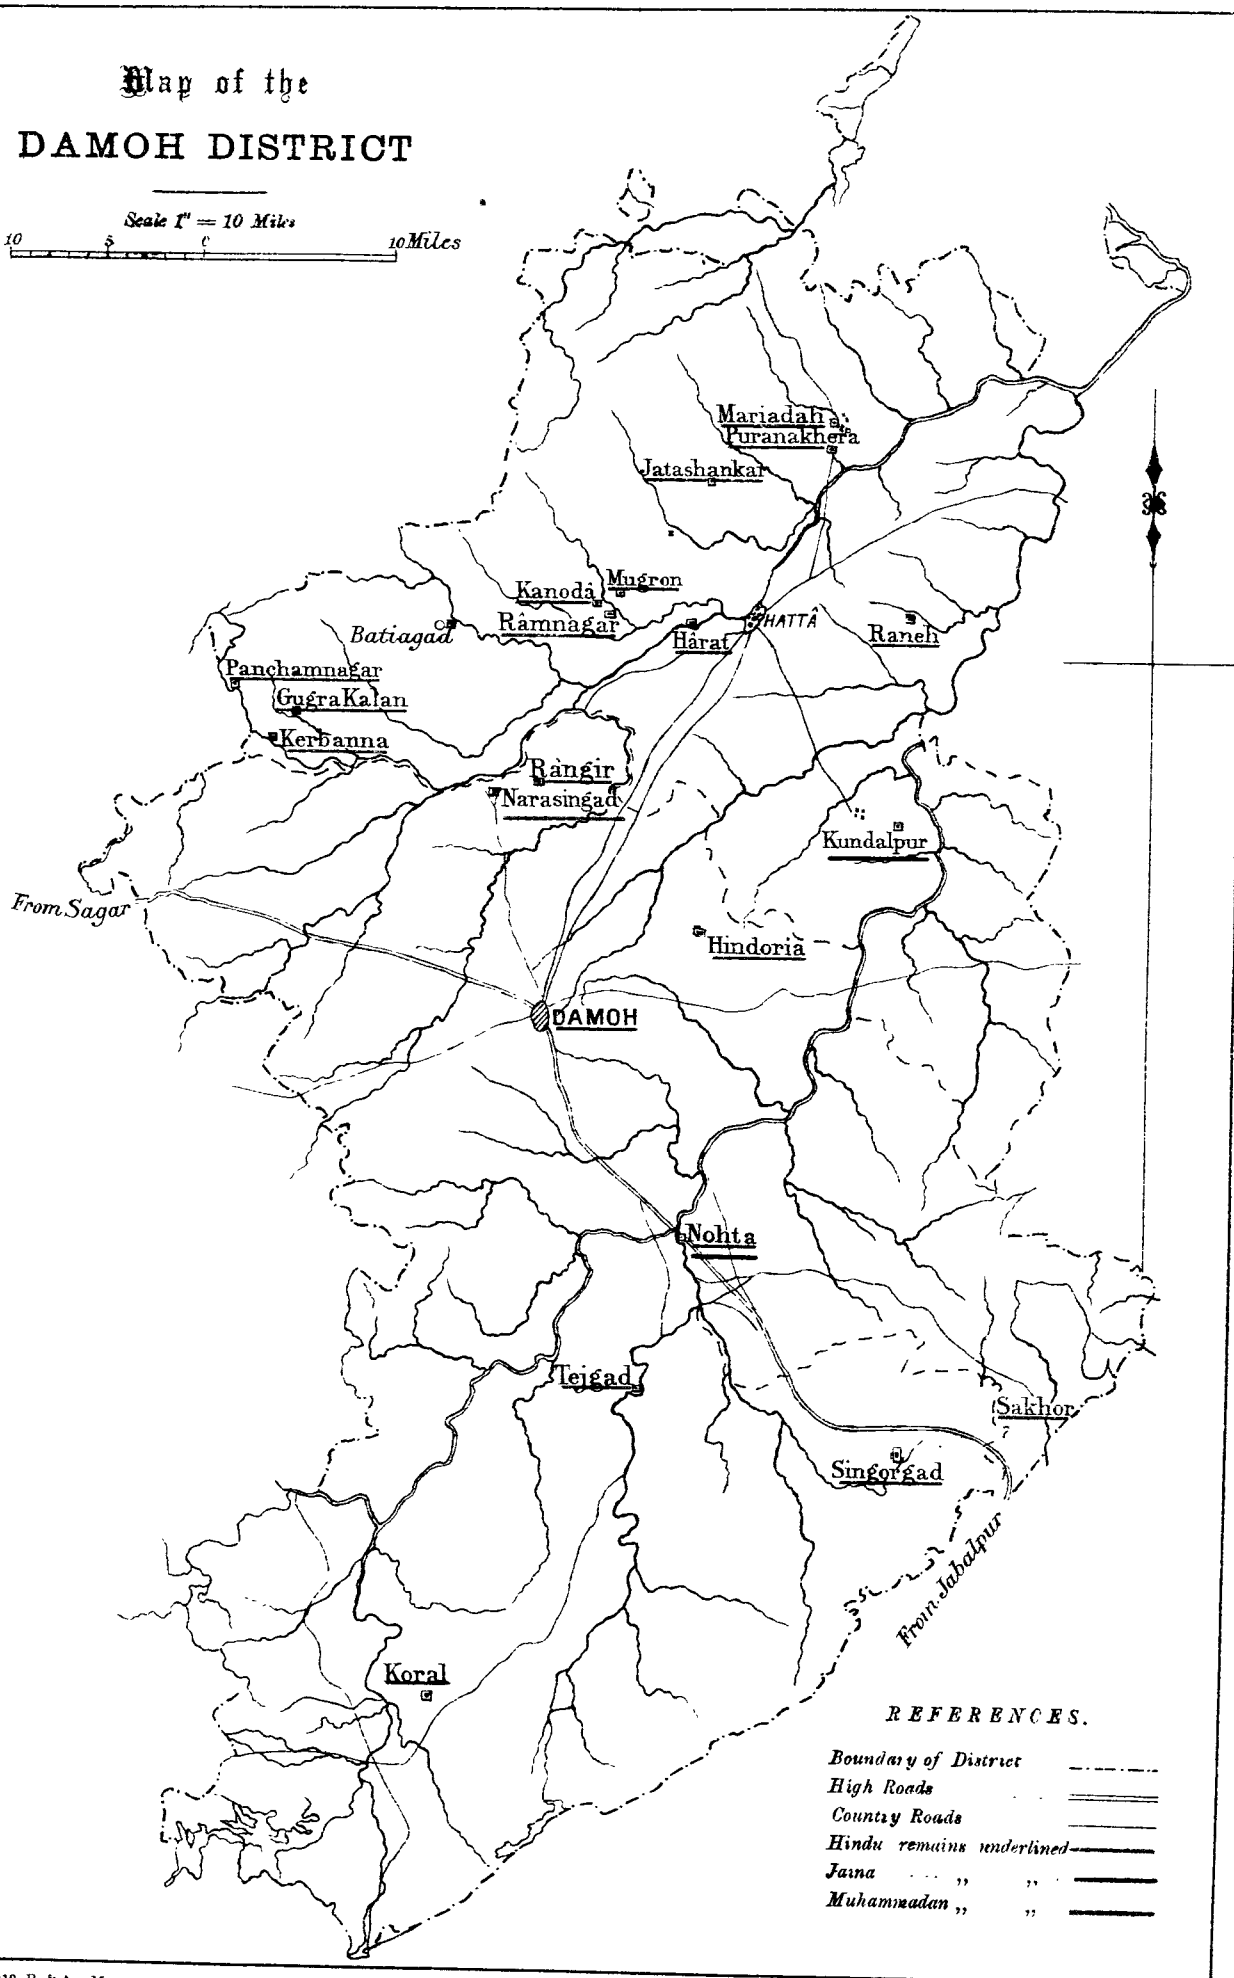 Map of the
DAMOH DISTRICT
Scale 1" = 10 Miles
10 5 0 10 Miles
Mariadah
Puranakhera
Jatashankar
Mugron
Kanodâ
Râmnagar
Batiagad
HATTÂ
Hârat
Raneh
Panchamnagar
Gugra Kalan
Kerbanna
Rângir
Narasingad
Kundalpur
From Sagar
Hindoria
DAMOH
Nohta
Tejgad
Sakhor
Singorgad
From Jabalpur
Koral
REFERENCES.
Boundary of District
High Roads
Country Roads
Hindu remains underlined
Jaina „ „
Muhammadan „ „